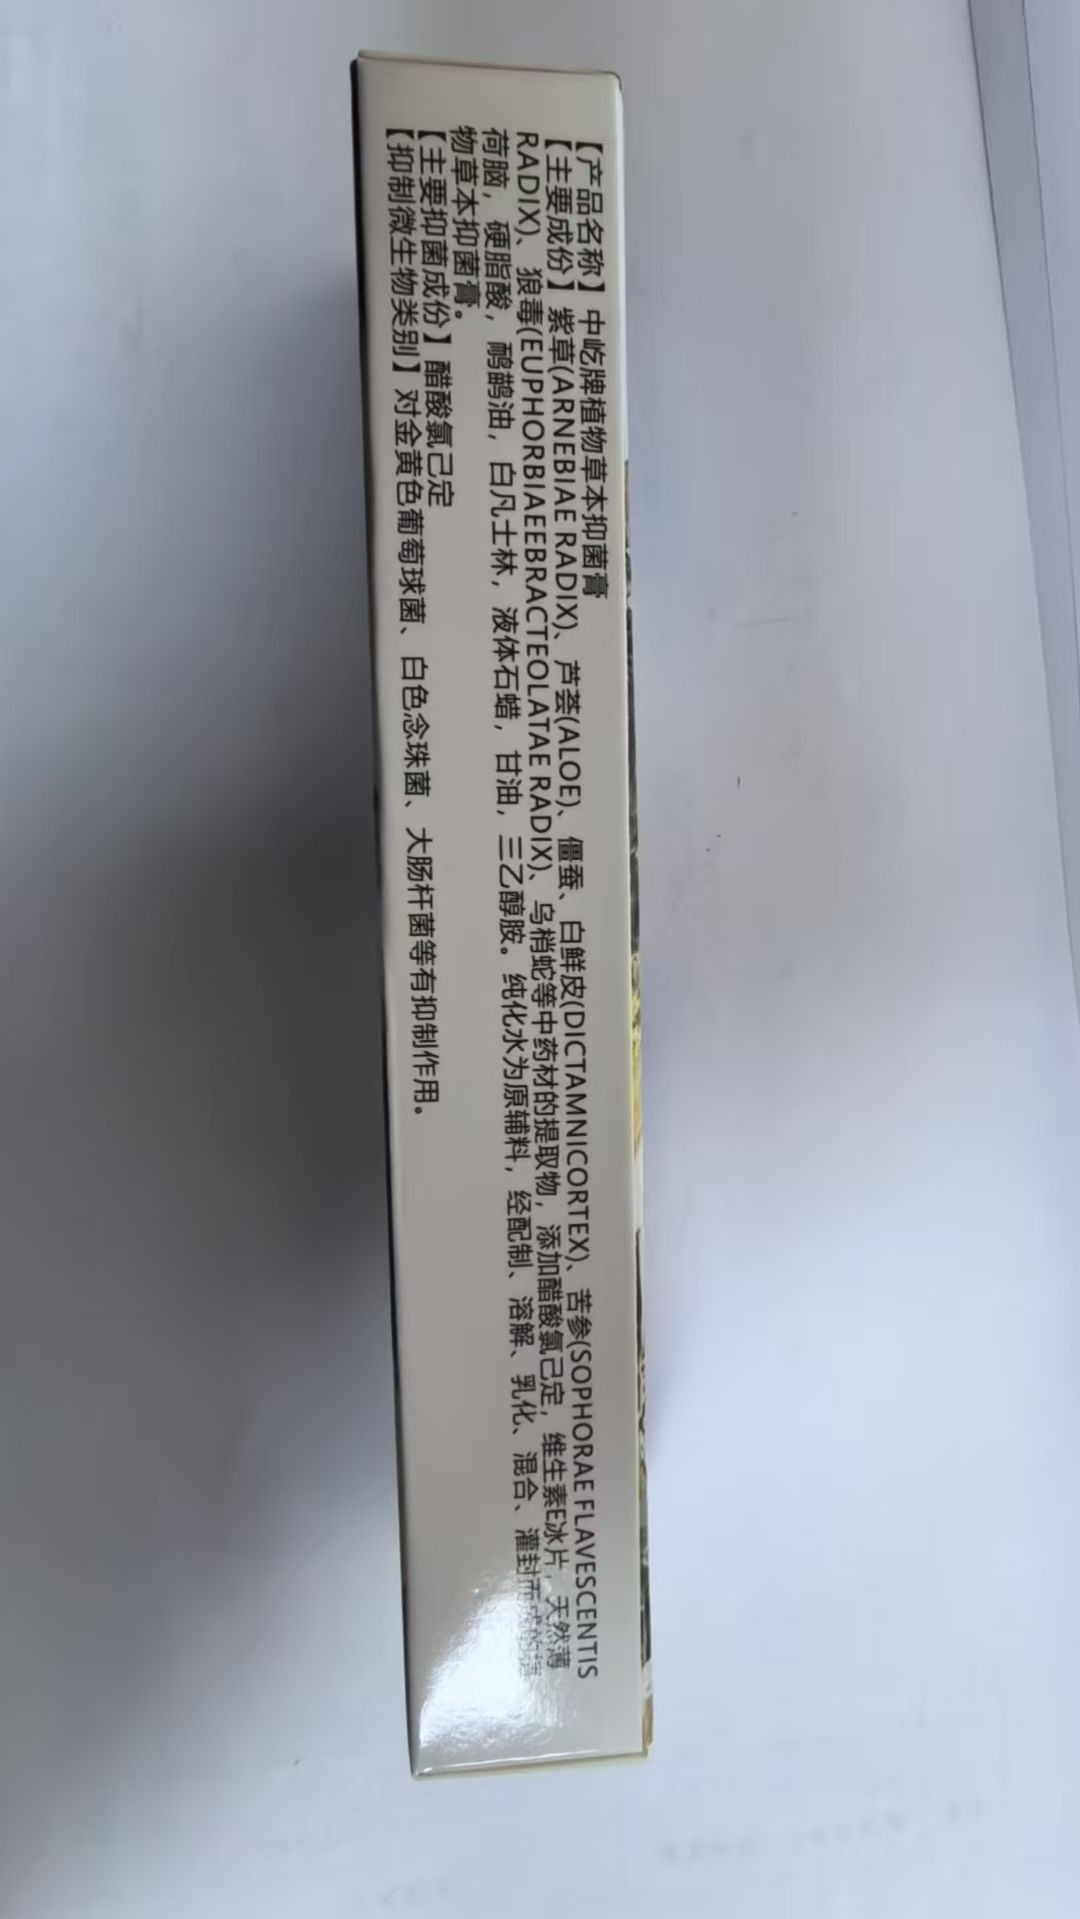 【产品名称】中屹牌植物草本抑菌膏
【主要成份】紫草(ARNEBIAE RADIX)、芦荟(ALOE)、僵蚕、白鲜皮(DICTAMNICORTEX)、苦参(SOPHORAE FLAVESCENTIS
RADIX)、狼毒(EUPHORBIAEEBRACTEOLATAE RADIX)、乌梢蛇等中药材的提取物，添加醋酸氯己定，维生素E冰片，天然薄
荷脑，硬脂酸，鸸鹋油，白凡士林，液体石蜡，甘油，三乙醇胺。纯化水为原辅料，经配制、溶解、乳化、混合、灌封而成的植
物草本抑菌膏。
【主要抑菌成份】醋酸氯己定
【抑制微生物类别】对金黄色葡萄球菌、白色念珠菌、大肠杆菌等有抑制作用。